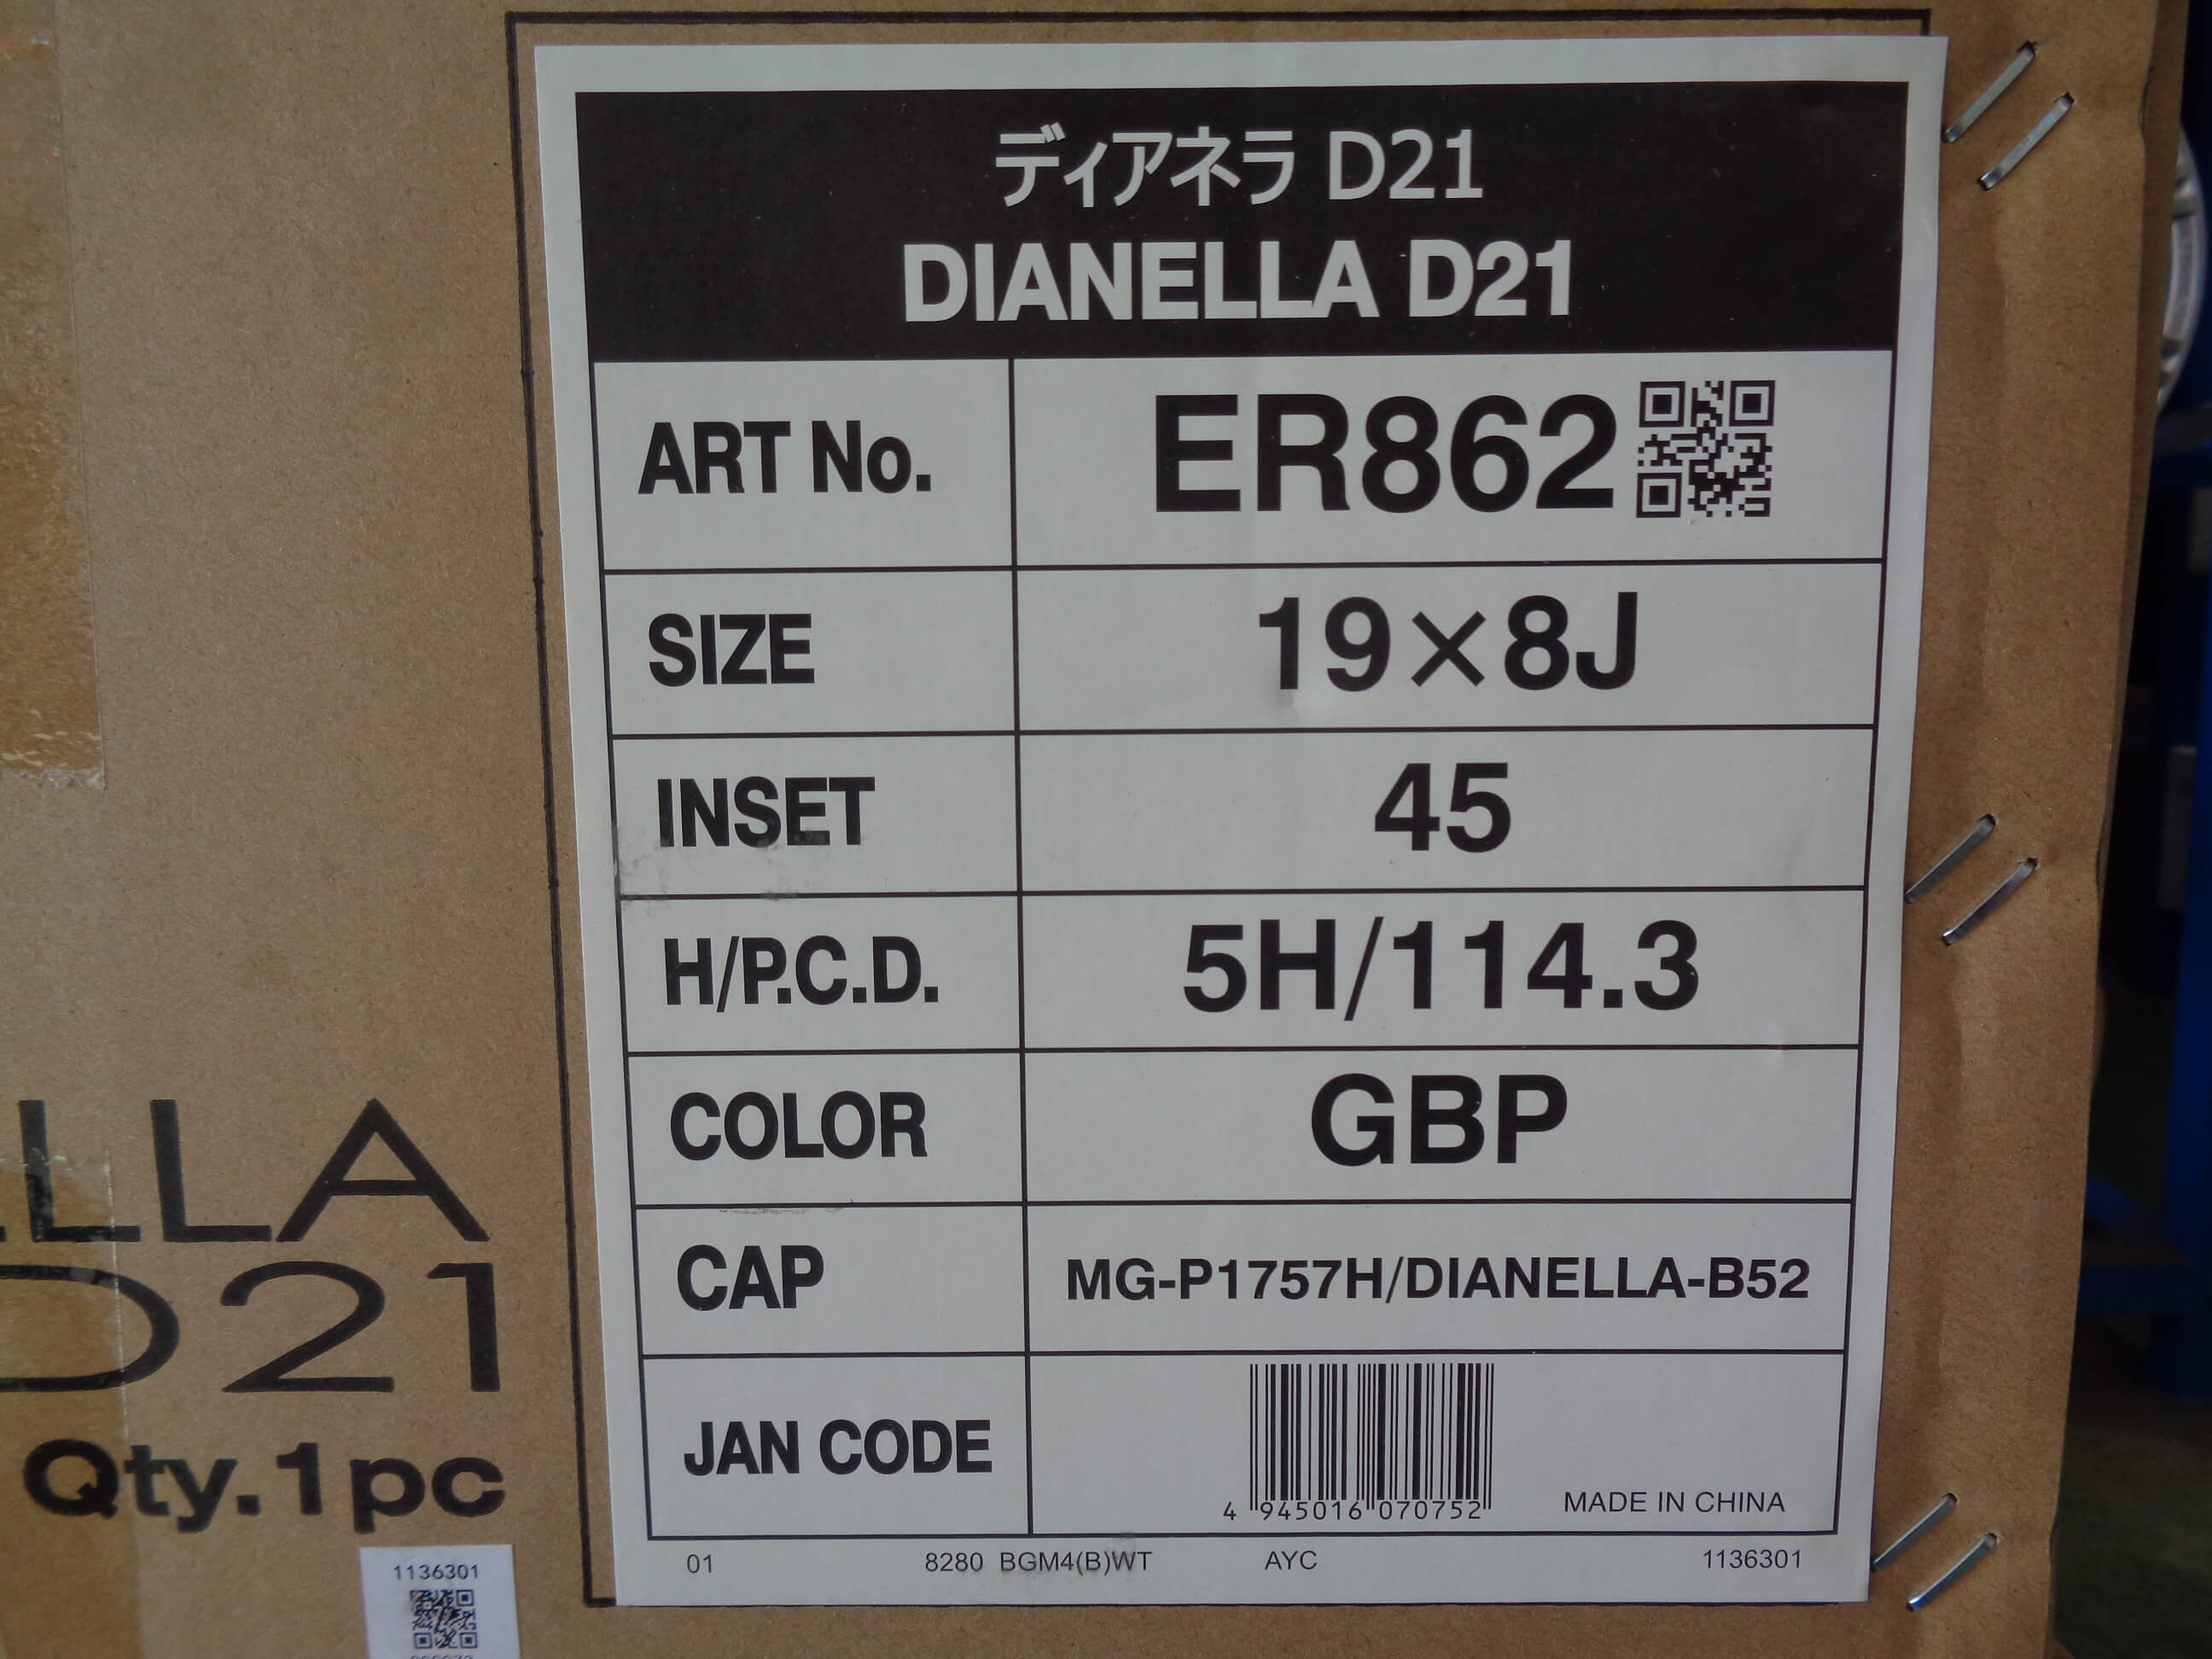 ディアネラ D21
DIANELLA D21
ART No. ER862
SIZE 19×8J
INSET 45
H/P.C.D. 5H/114.3
COLOR GBP
CAP MG-P1757H/DIANELLA-B52
JAN CODE 4 945016 070752 MADE IN CHINA
01 8280 BGM4(B)WT AYC 1136301
LLA
D21
Qty.1pc
1136301